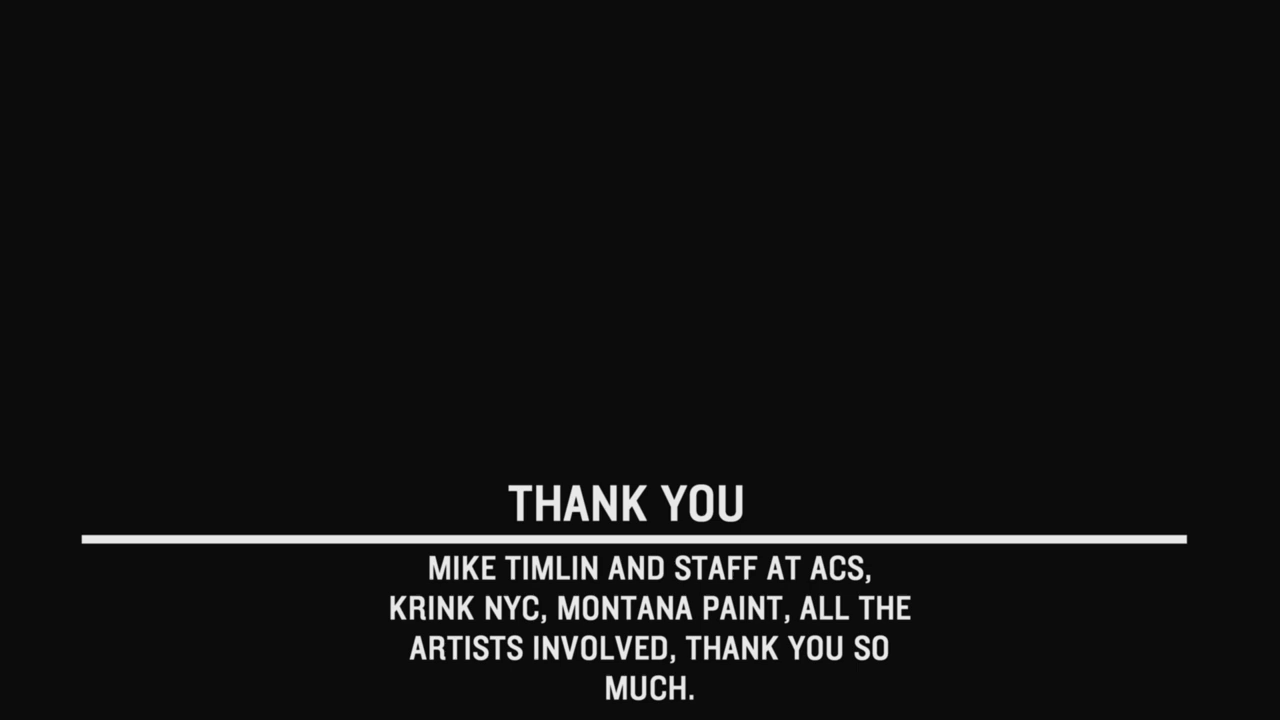 THANK YOU
MIKE TIMLIN AND STAFF AT ACS,
KRINK NYC, MONTANA PAINT, ALL THE
ARTISTS INVOLVED, THANK YOU SO
MUCH.